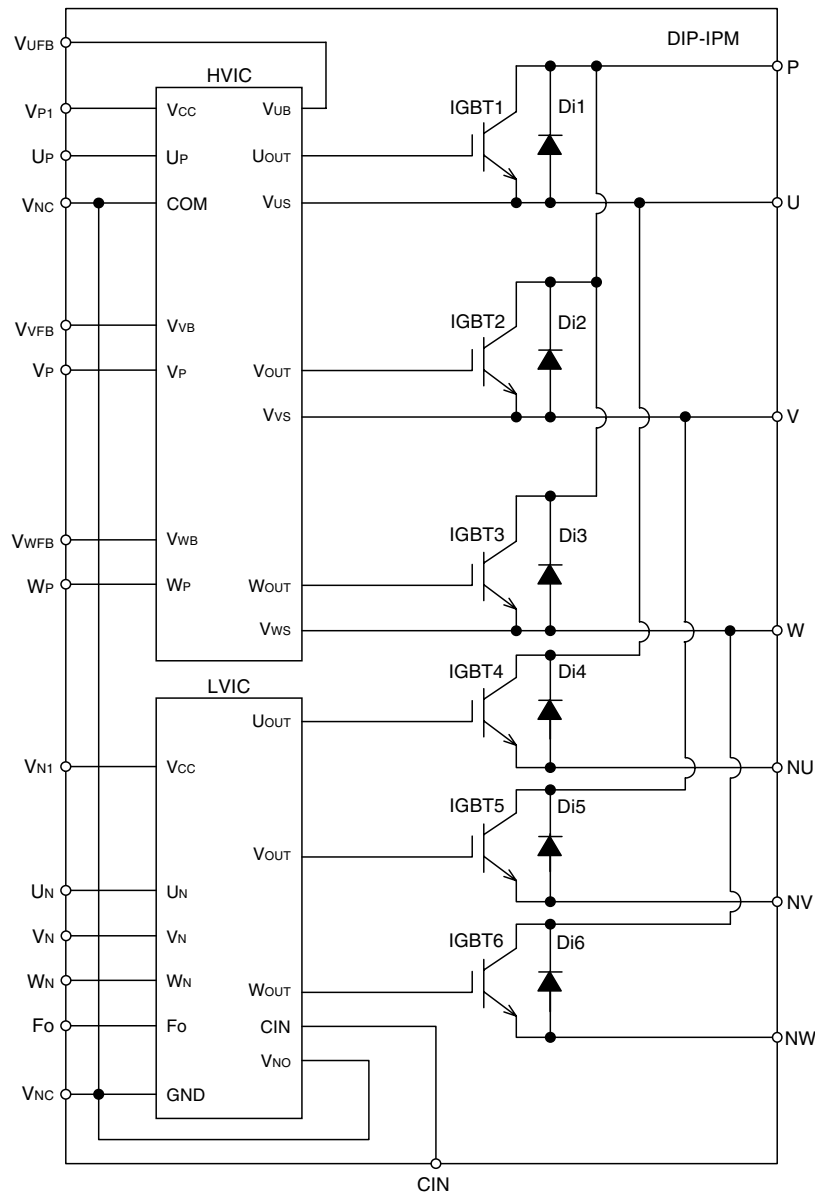 DIP-IPM
VUFB
P
HVIC
IGBT1
Di1
VP1
VCC
VUB
UP
UP
UOUT
VNC
COM
VUS
U
IGBT2
Di2
VVFB
VVB
VP
VP
VOUT
VVS
V
IGBT3
Di3
VWFB
VWB
WP
WP
WOUT
VWS
W
IGBT4
Di4
LVIC
UOUT
VN1
VCC
NU
IGBT5
Di5
VOUT
UN
UN
NV
VN
VN
IGBT6
Di6
WN
WN
WOUT
FO
FO
CIN
NW
VNO
VNC
GND
CIN